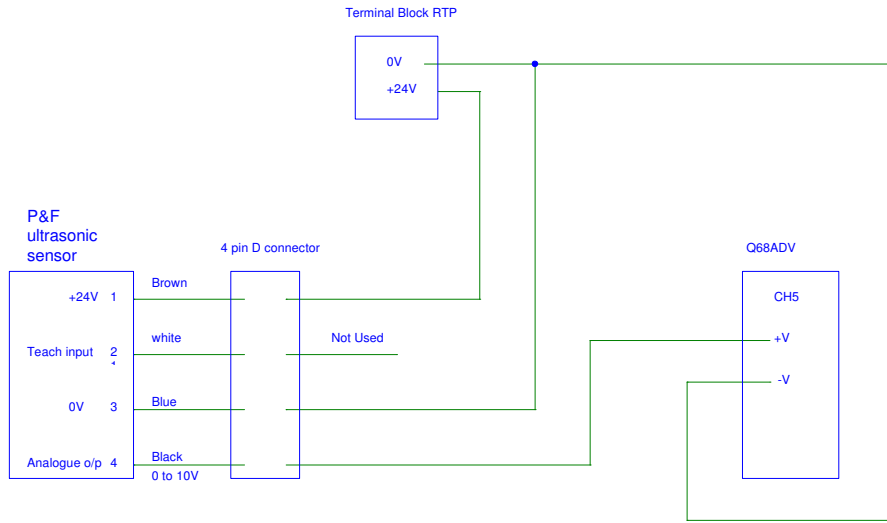 Terminal Block RTP
0V
+24V
P&F
ultrasonic
sensor
4 pin D connector
Q68ADV
+24V 1
Brown
CH5
Teach input 2
white
Not Used
+V
-V
0V 3
Blue
Analogue o/p 4
Black
0 to 10V